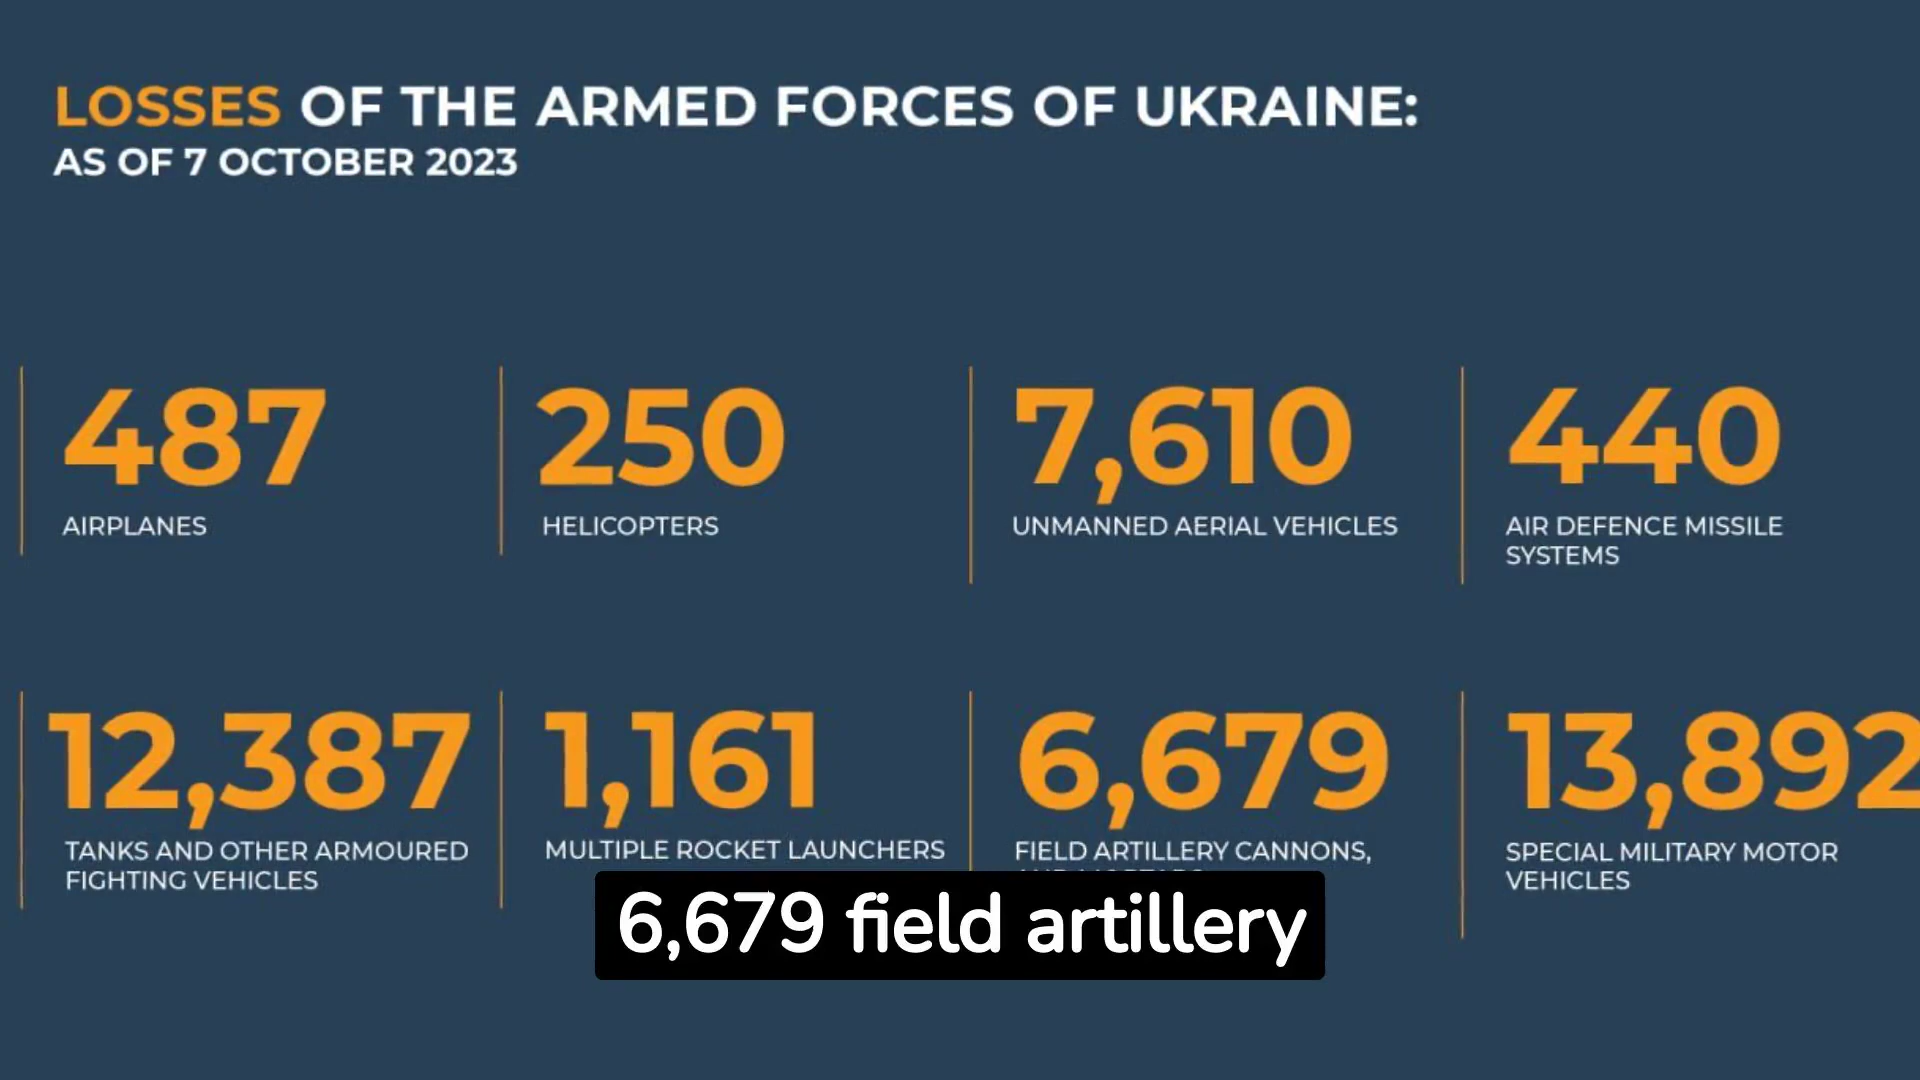 LOSSES OF THE ARMED FORCES OF UKRAINE:
AS OF 7 OCTOBER 2023
487
250
7,610
440
AIRPLANES
HELICOPTERS
UNMANNED AERIAL VEHICLES
AIR DEFENCE MISSILE
SYSTEMS
12,387
1,161
6,679
13,892
TANKS AND OTHER ARMOURED
FIGHTING VEHICLES
MULTIPLE ROCKET LAUNCHERS
FIELD ARTILLERY CANNONS,
SPECIAL MILITARY MOTOR
VEHICLES
6,679 field artillery